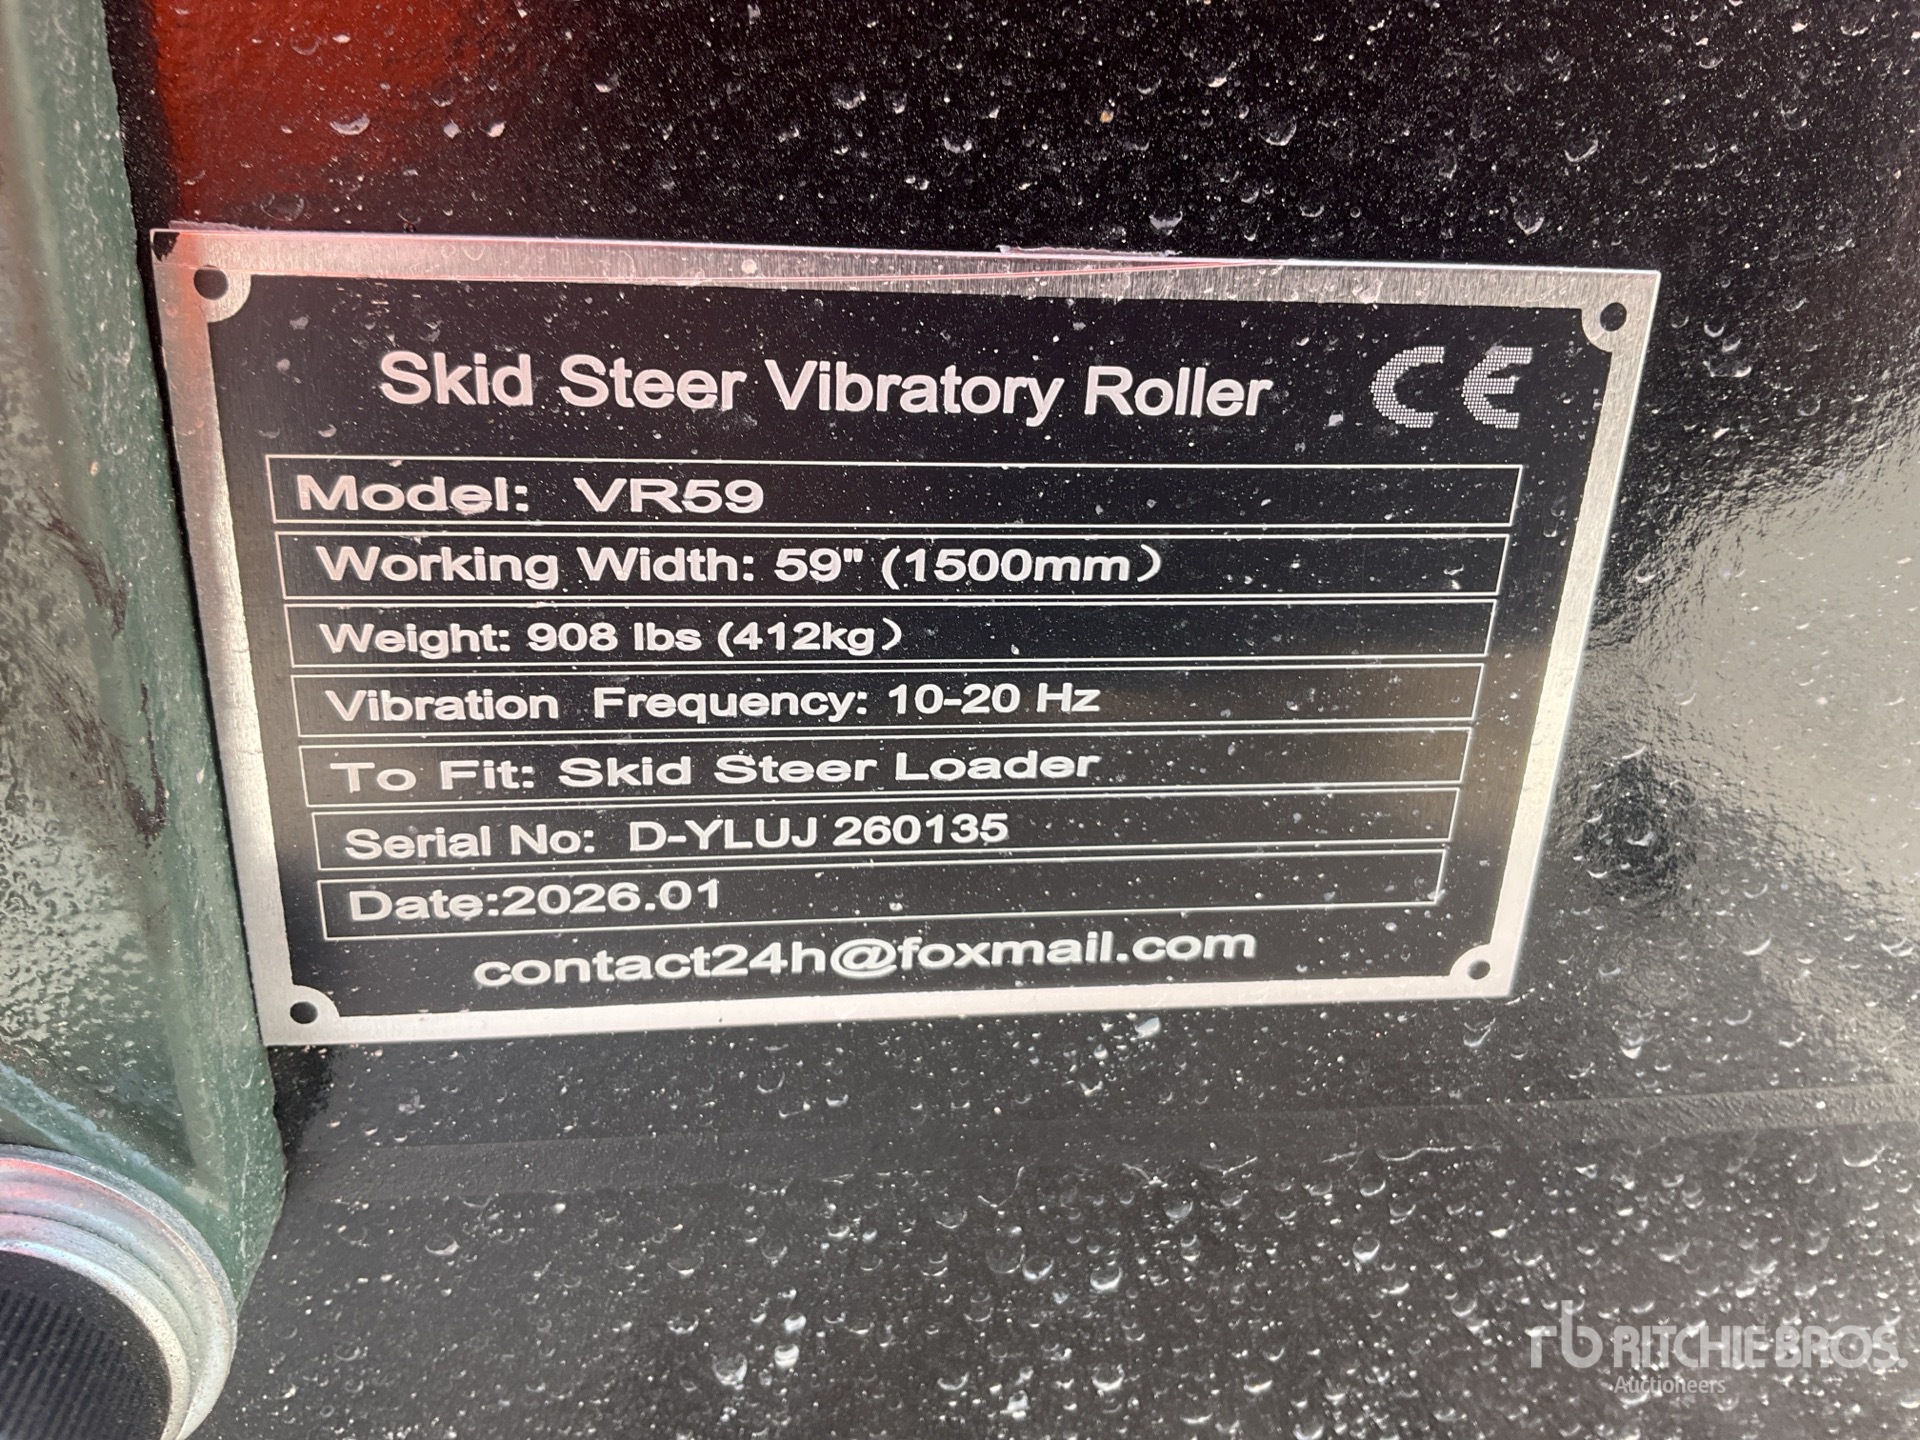 Skid Steer Vibratory Roller CE
Model: VR59
Working Width: 59" (1500mm）
Weight: 908 lbs (412kg）
Vibration Frequency: 10-20 Hz
To Fit: Skid Steer Loader
Serial No: D-YLUJ 260135
Date:2026.01
contact24h@foxmail.com
rb RITCHIE BROS.
Auctioneers